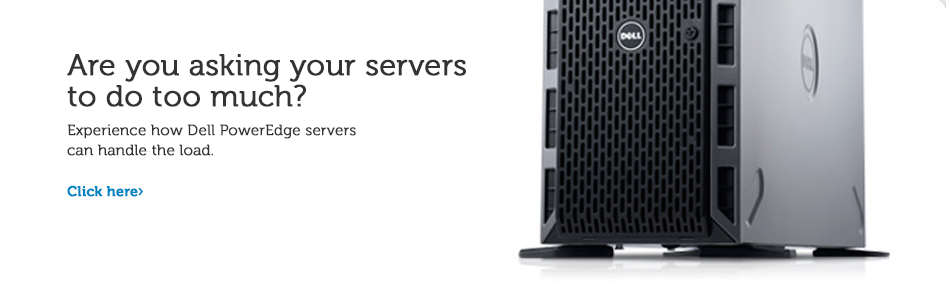 Are you asking your servers
to do too much?
Experience how Dell PowerEdge servers
can handle the load.
Click here›
DELL
DELL